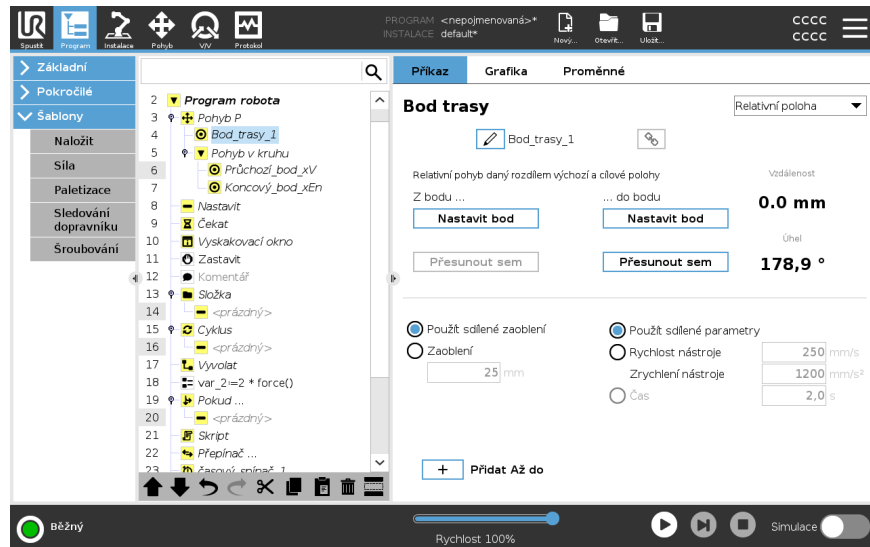 PROGRAM <nepojmenovaná>*
INSTALACE default*
Spustit Program Instalace Pohyb V/V Protokol Nový... Otevřít... Uložit...
CCCC
CCCC
Základní
Pokročilé
Šablony
Naložit
Síla
Paletizace
Sledování
dopravníku
Šroubování
2 Program robota
3 Pohyb P
4 Bod_trasy_1
5 Pohyb v kruhu
6 Průchozí_bod_xV
7 Koncový_bod_xEn
8 Nastavit
9 Čekat
10 Vyskakovací okno
11 Zastavit
12 Komentář
13 Složka
14 <prázdný>
15 Cyklus
16 <prázdný>
17 Vyvolat
18 var_2≔2 * force()
19 Pokud ...
20 <prázdný>
21 Skript
22 Přepínač ...
23 časový_spínač_1
Příkaz Grafika Proměnné
Bod trasy
Relativní poloha
Bod_trasy_1
Relativní pohyb daný rozdílem výchozí a cílové polohy
Vzdálenost
Z bodu ... ... do bodu
0.0 mm
Nastavit bod Nastavit bod
Úhel
Přesunout sem Přesunout sem
178,9 °
Použít sdílené zaoblení
Zaoblení
25 mm
Použít sdílené parametry
Rychlost nástroje 250 mm/s
Zrychlení nástroje 1200 mm/s²
Čas 2,0 s
+ Přidat Až do
Běžný
Rychlost 100%
Simulace